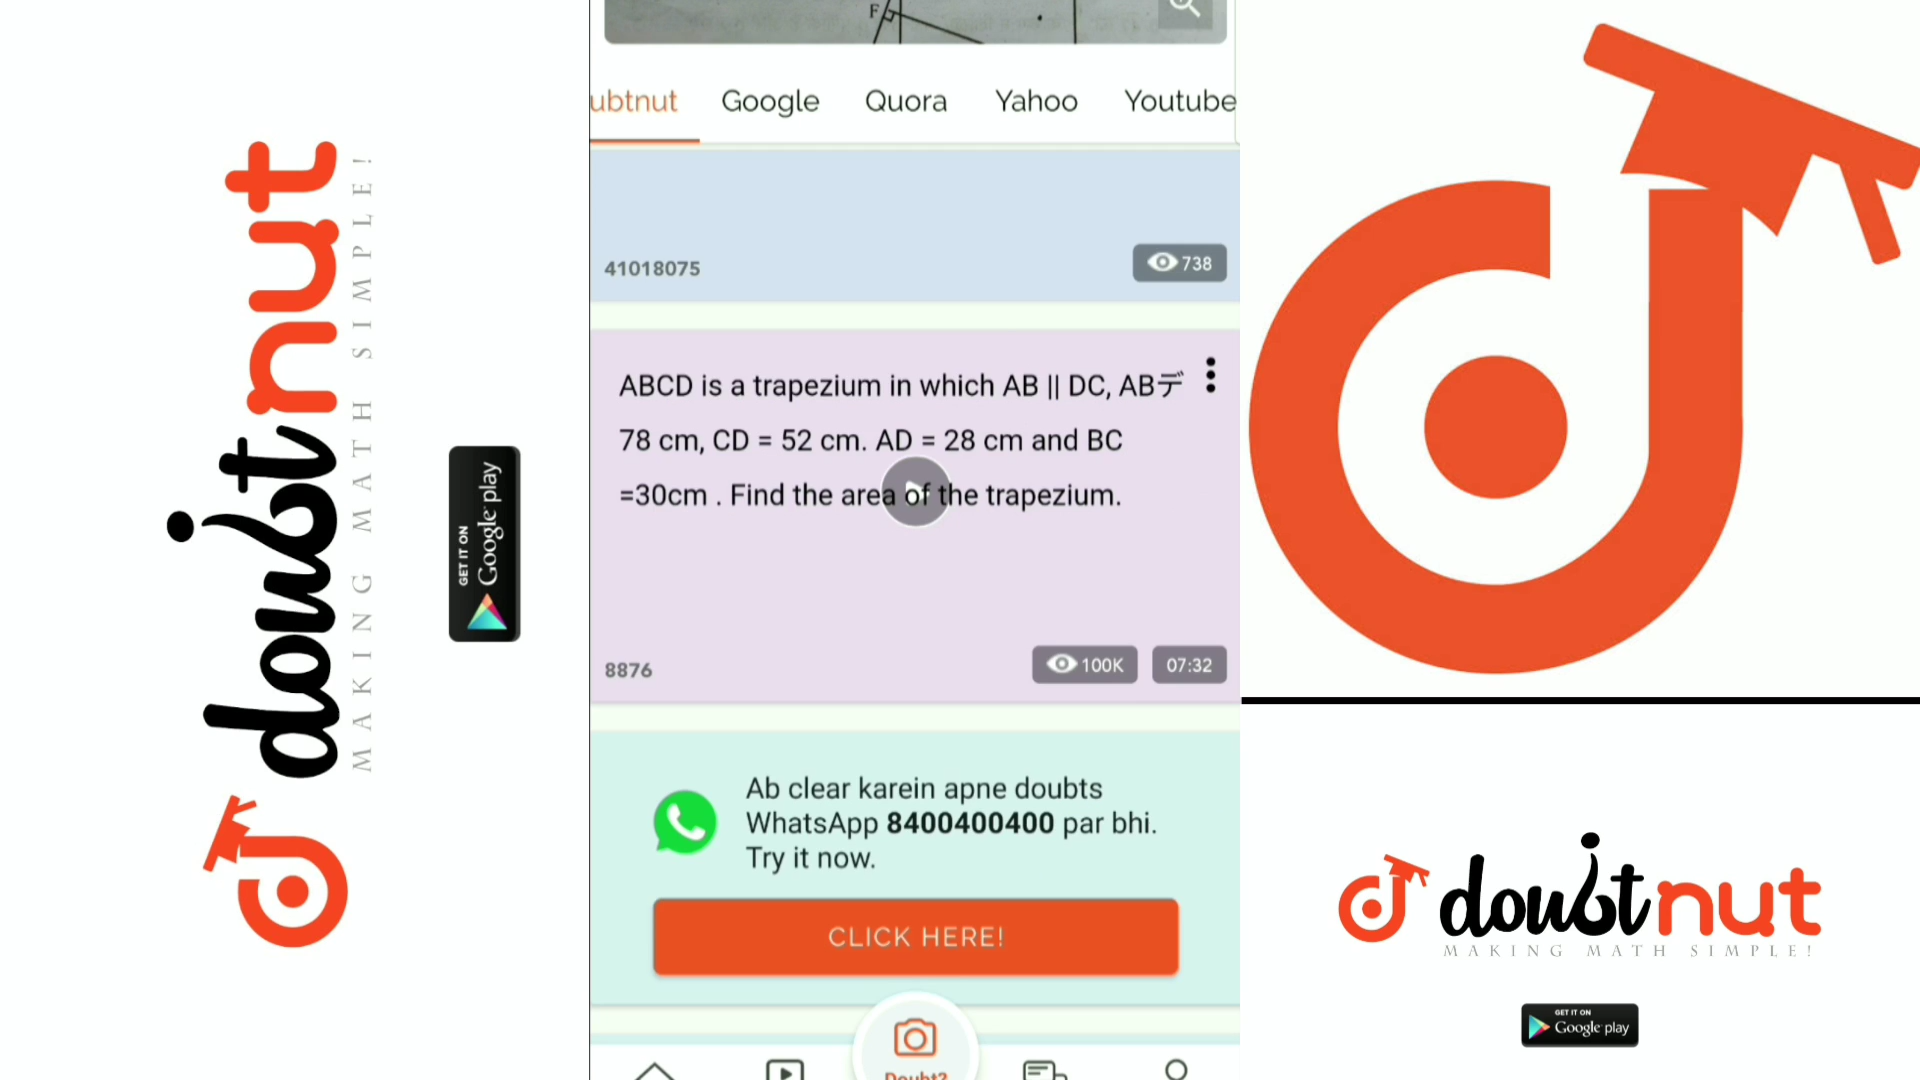 doubtnut
MAKING MATH SIMPLE!
GET IT ON
Google play
F
ubtnut Google Quora Yahoo Youtube
41018075
738
ABCD is a trapezium in which AB || DC, ABデ
78 cm, CD = 52 cm. AD = 28 cm and BC
=30cm . Find the area of the trapezium.
8876
100K 07:32
Ab clear karein apne doubts
WhatsApp 8400400400 par bhi.
Try it now.
CLICK HERE!
Doubt?
doubtnut
MAKING MATH SIMPLE!
GET IT ON
Google play